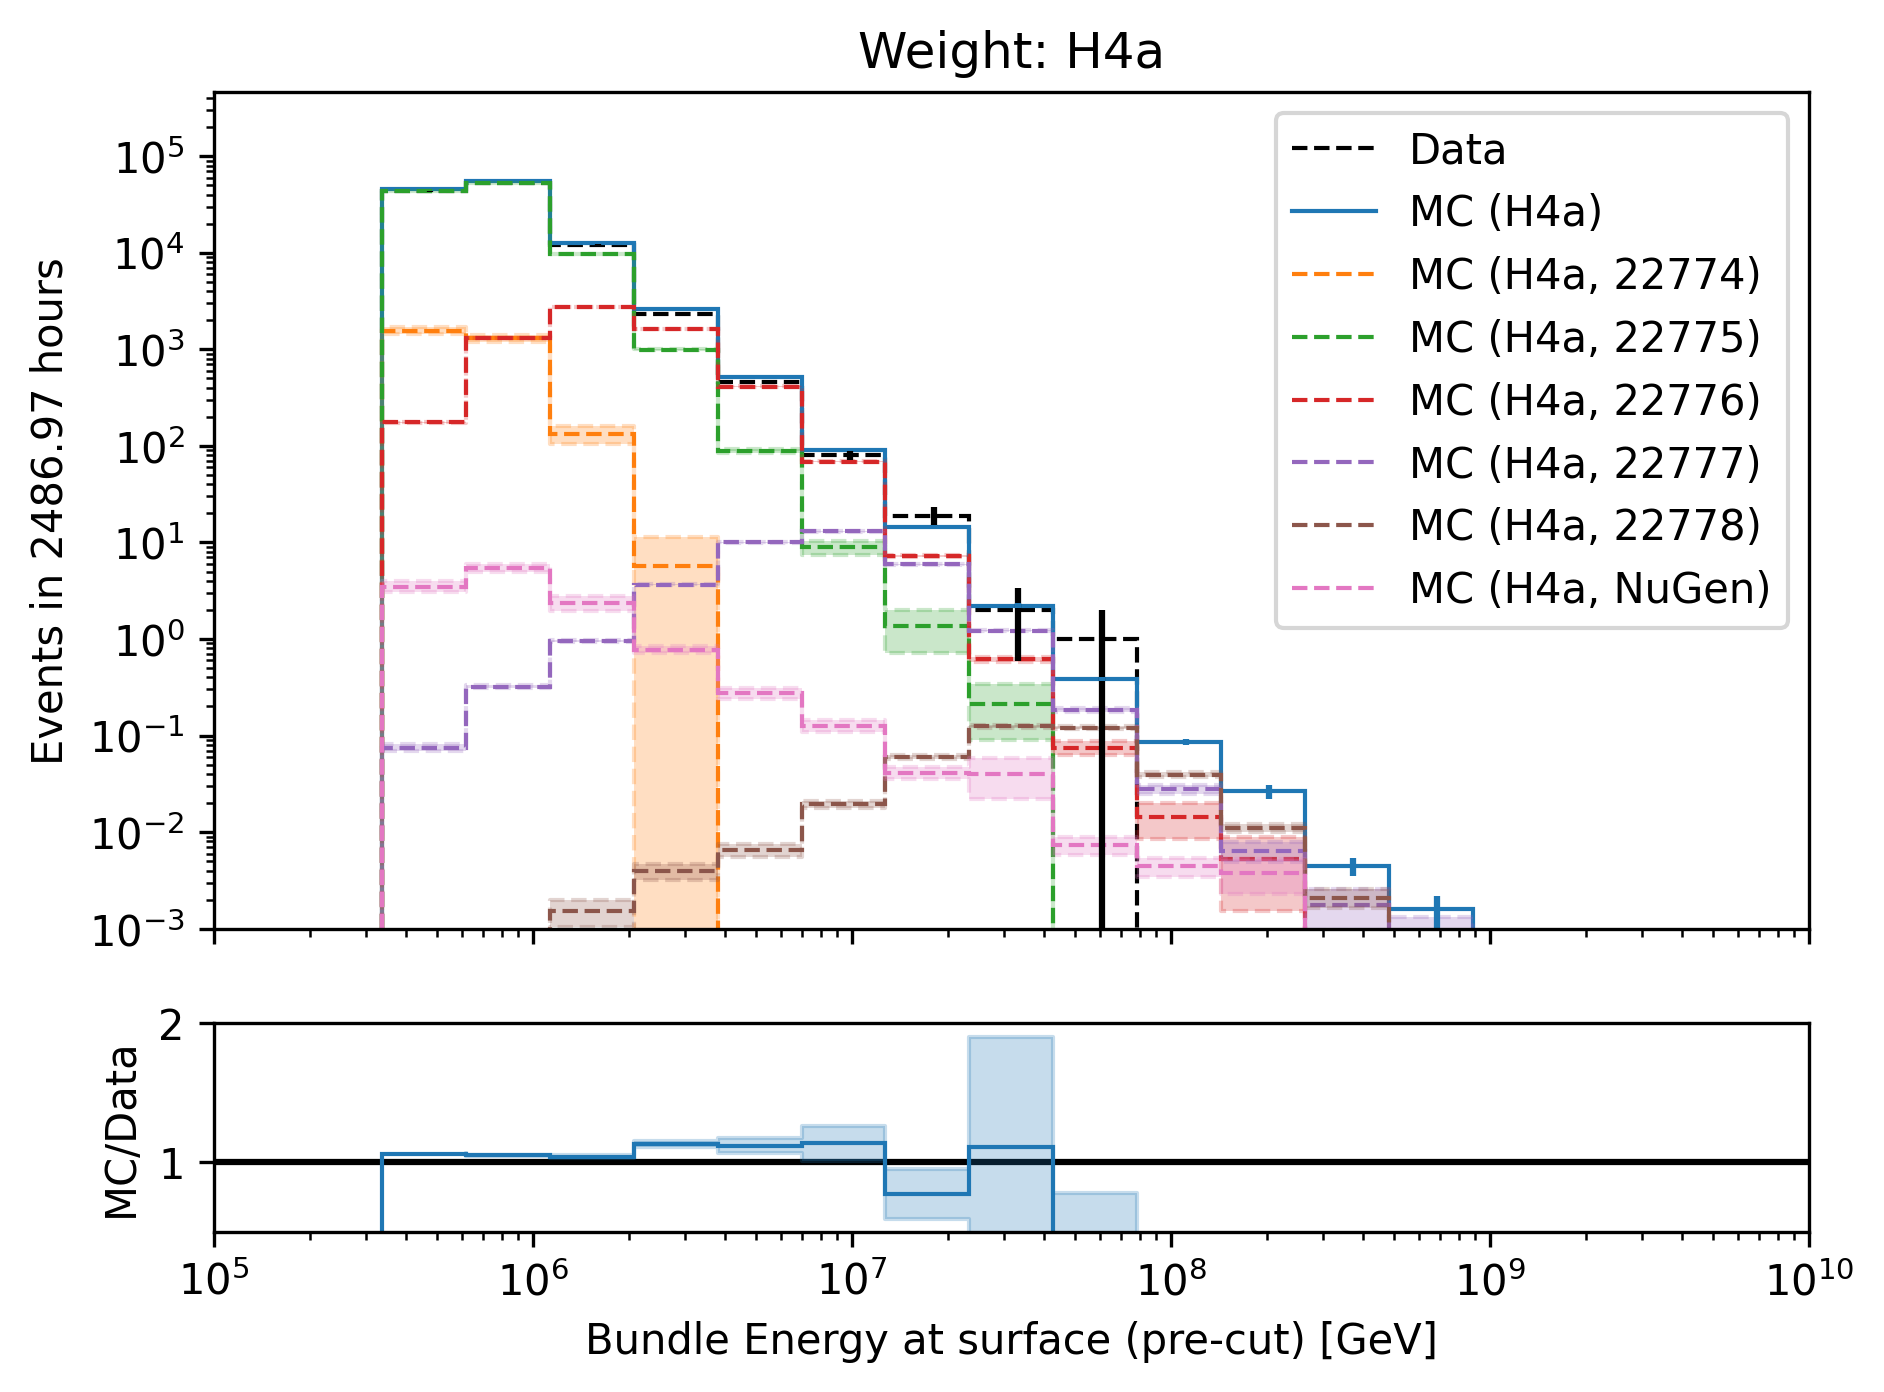 Weight: H4a
Events in 2486.97 hours
10⁵
10⁴
10³
10²
10¹
10⁰
10⁻¹
10⁻²
10⁻³
Data
MC (H4a)
MC (H4a, 22774)
MC (H4a, 22775)
MC (H4a, 22776)
MC (H4a, 22777)
MC (H4a, 22778)
MC (H4a, NuGen)
MC/Data
2
1
10⁵ 10⁶ 10⁷ 10⁸ 10⁹ 10¹⁰
Bundle Energy at surface (pre-cut) [GeV]